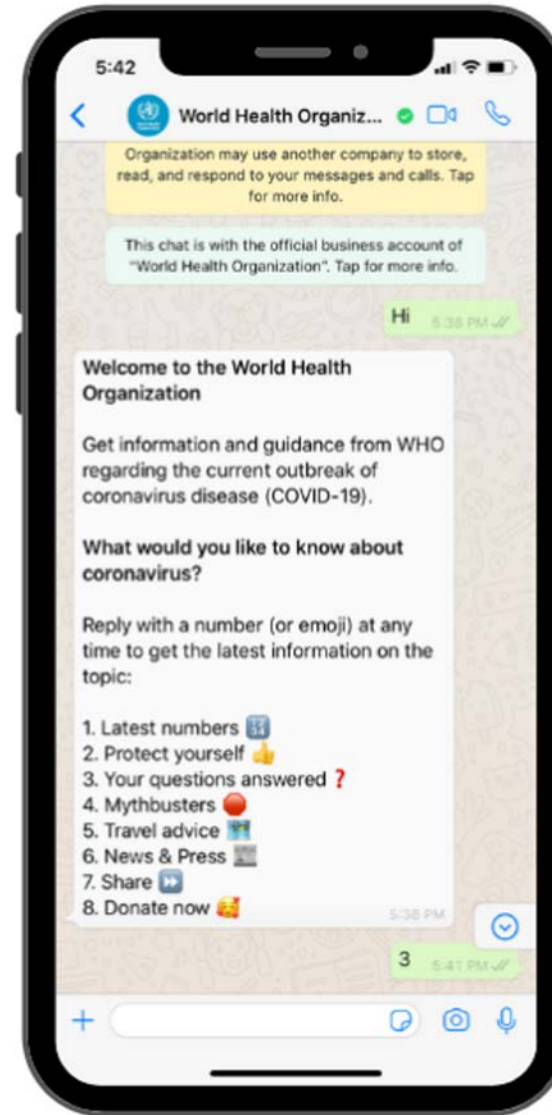 5:42
World Health Organiz...
Organization may use another company to store,
read, and respond to your messages and calls. Tap
for more info.
This chat is with the official business account of
"World Health Organization". Tap for more info.
Hi 5:38 PM
Welcome to the World Health
Organization
Get information and guidance from WHO
regarding the current outbreak of
coronavirus disease (COVID-19).
What would you like to know about
coronavirus?
Reply with a number (or emoji) at any
time to get the latest information on the
topic:
1. Latest numbers 🔢
2. Protect yourself 👍
3. Your questions answered ❓
4. Mythbusters 🛑
5. Travel advice 🗺️
6. News & Press 📰
7. Share ⏩
8. Donate now 🥰
5:38 PM
3 5:41 PM